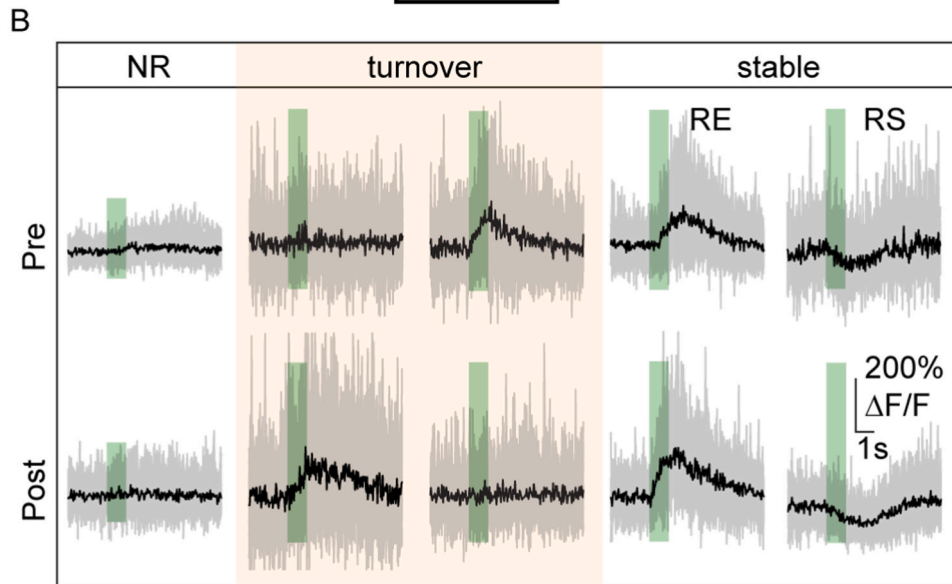 B
NR turnover stable
Pre
RE RS
Post
200%
ΔF/F
1s